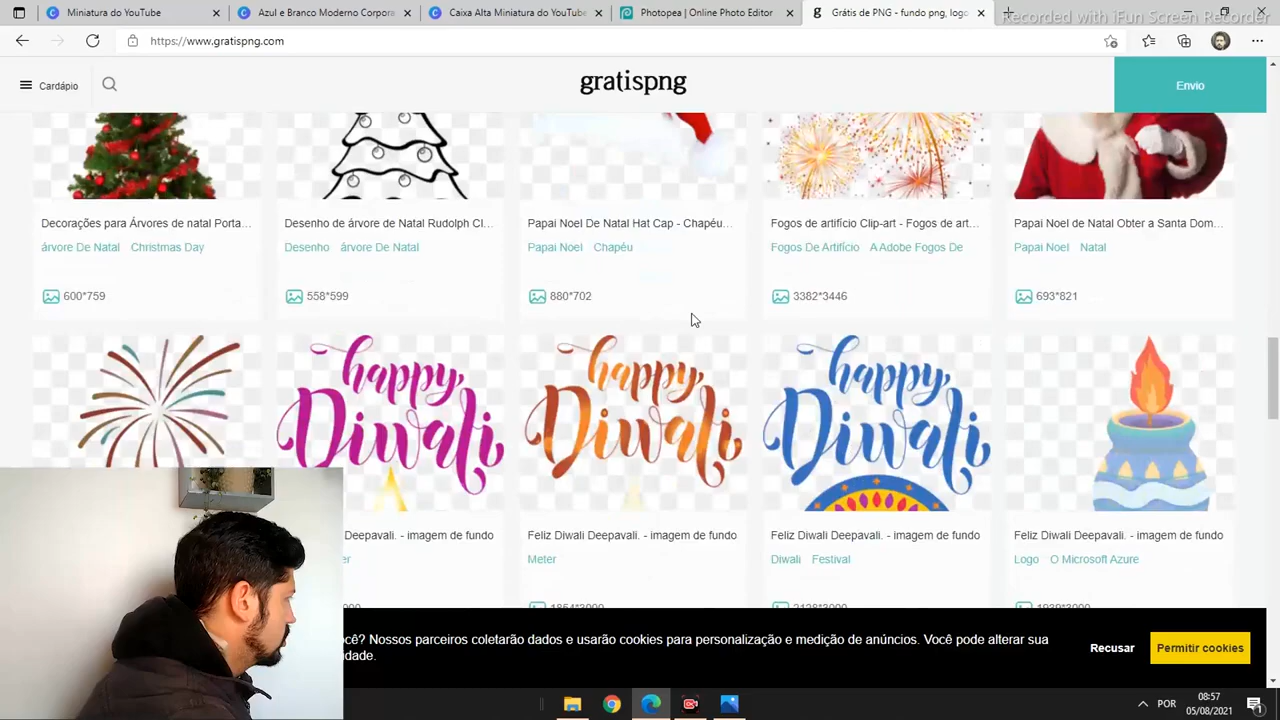 Miniatura do YouTube
Azul e Branco Moderno Corpora
Caixa Alta Miniatura do YouTube
Photopea | Online Photo Editor
Grátis de PNG - fundo png, logo
Recorded with iFun Screen Recorder
https://www.gratispng.com
Cardápio
gratispng
Envio
Decorações para Árvores de natal Porta...
Desenho de árvore de Natal Rudolph Cl...
Papai Noel De Natal Hat Cap - Chapéu...
Fogos de artifício Clip-art - Fogos de art...
Papai Noel de Natal Obter a Santa Dom...
árvore De Natal Christmas Day
Desenho árvore De Natal
Papai Noel Chapéu
Fogos De Artifício A Adobe Fogos De
Papai Noel Natal
600*759
558*599
880*702
3382*3446
693*821
happy
Diwali
happy
Diwali
happy
Diwali
Deepavali. - imagem de fundo
Feliz Diwali Deepavali. - imagem de fundo
Feliz Diwali Deepavali. - imagem de fundo
Feliz Diwali Deepavali. - imagem de fundo
Meter
Diwali Festival
Logo O Microsoft Azure
ocê? Nossos parceiros coletarão dados e usarão cookies para personalização e medição de anúncios. Você pode alterar sua
idade.
Recusar
Permitir cookies
POR
08:57
05/08/2021